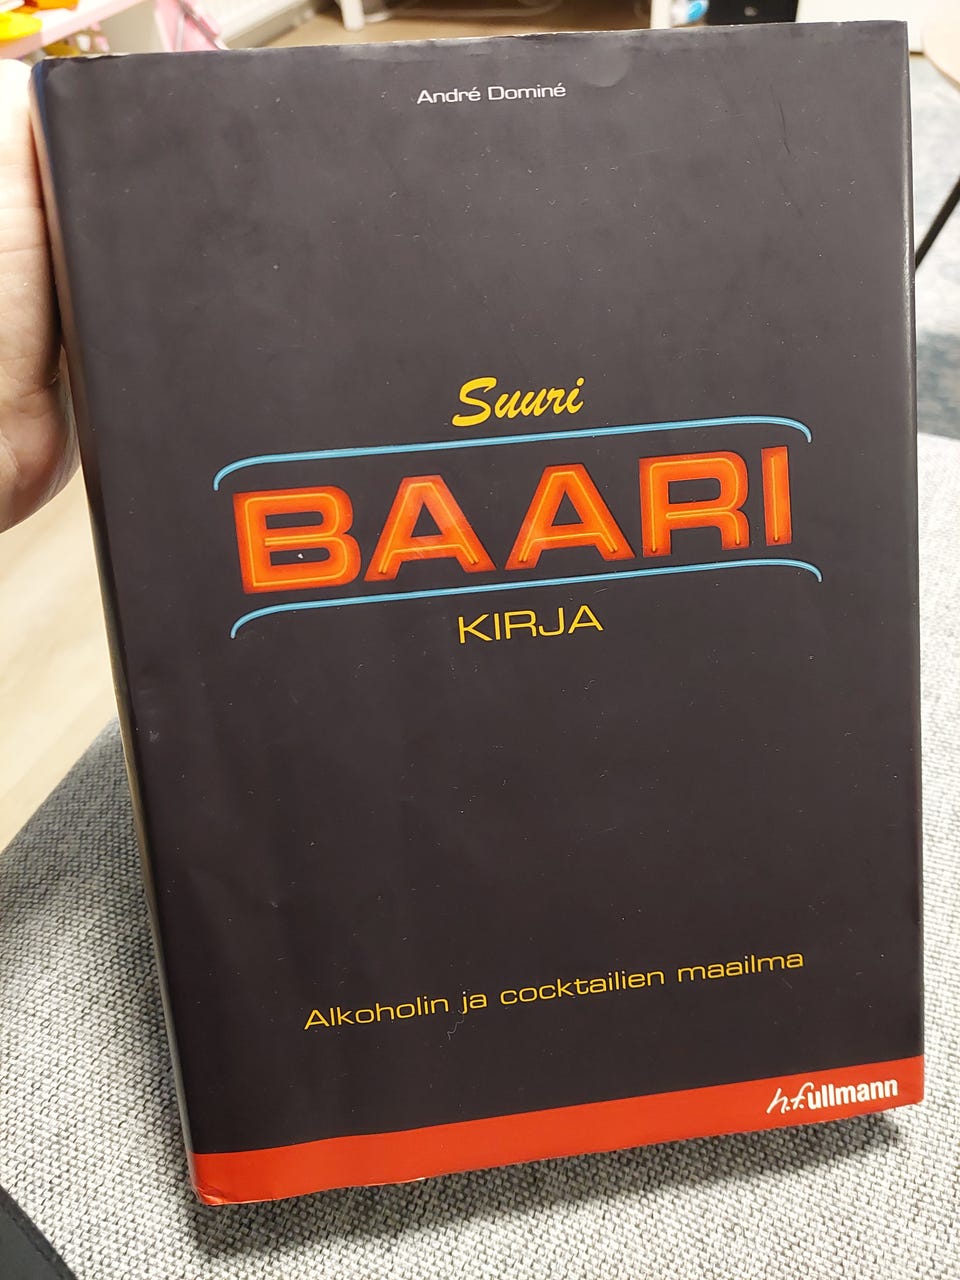 André Dominé
Suuri
BAARI
KIRJA
Alkoholin ja cocktailien maailma
h.f.ullmann